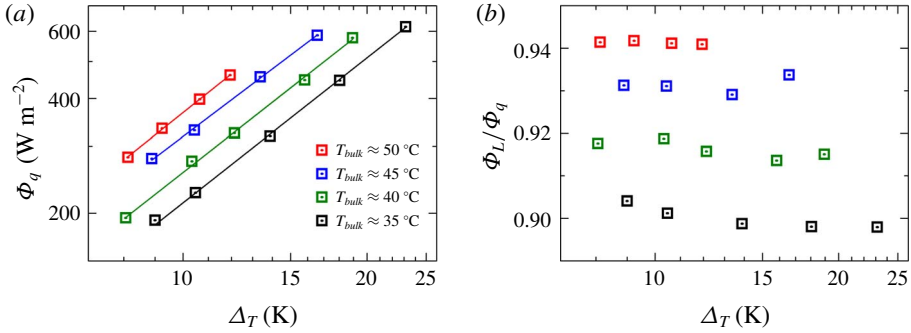 (a)
600
400
200
Φq (W m−2)
Tbulk ≈ 50 °C
Tbulk ≈ 45 °C
Tbulk ≈ 40 °C
Tbulk ≈ 35 °C
10 15 20 25
ΔT (K)
(b)
0.94
0.92
0.90
ΦL/Φq
10 15 20 25
ΔT (K)